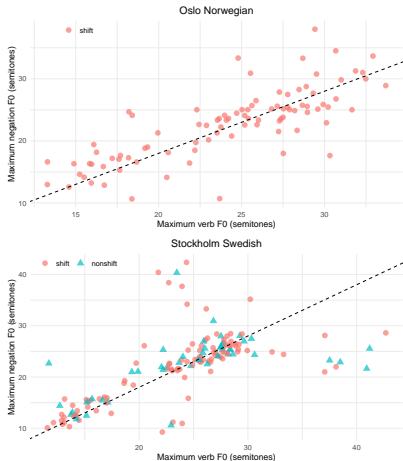 Oslo Norwegian
shift
Maximum negation F0 (semitones)
30
20
10
15
20
25
30
Maximum verb F0 (semitones)
Stockholm Swedish
shift nonshift
Maximum negation F0 (semitones)
40
30
20
10
20
30
40
Maximum verb F0 (semitones)